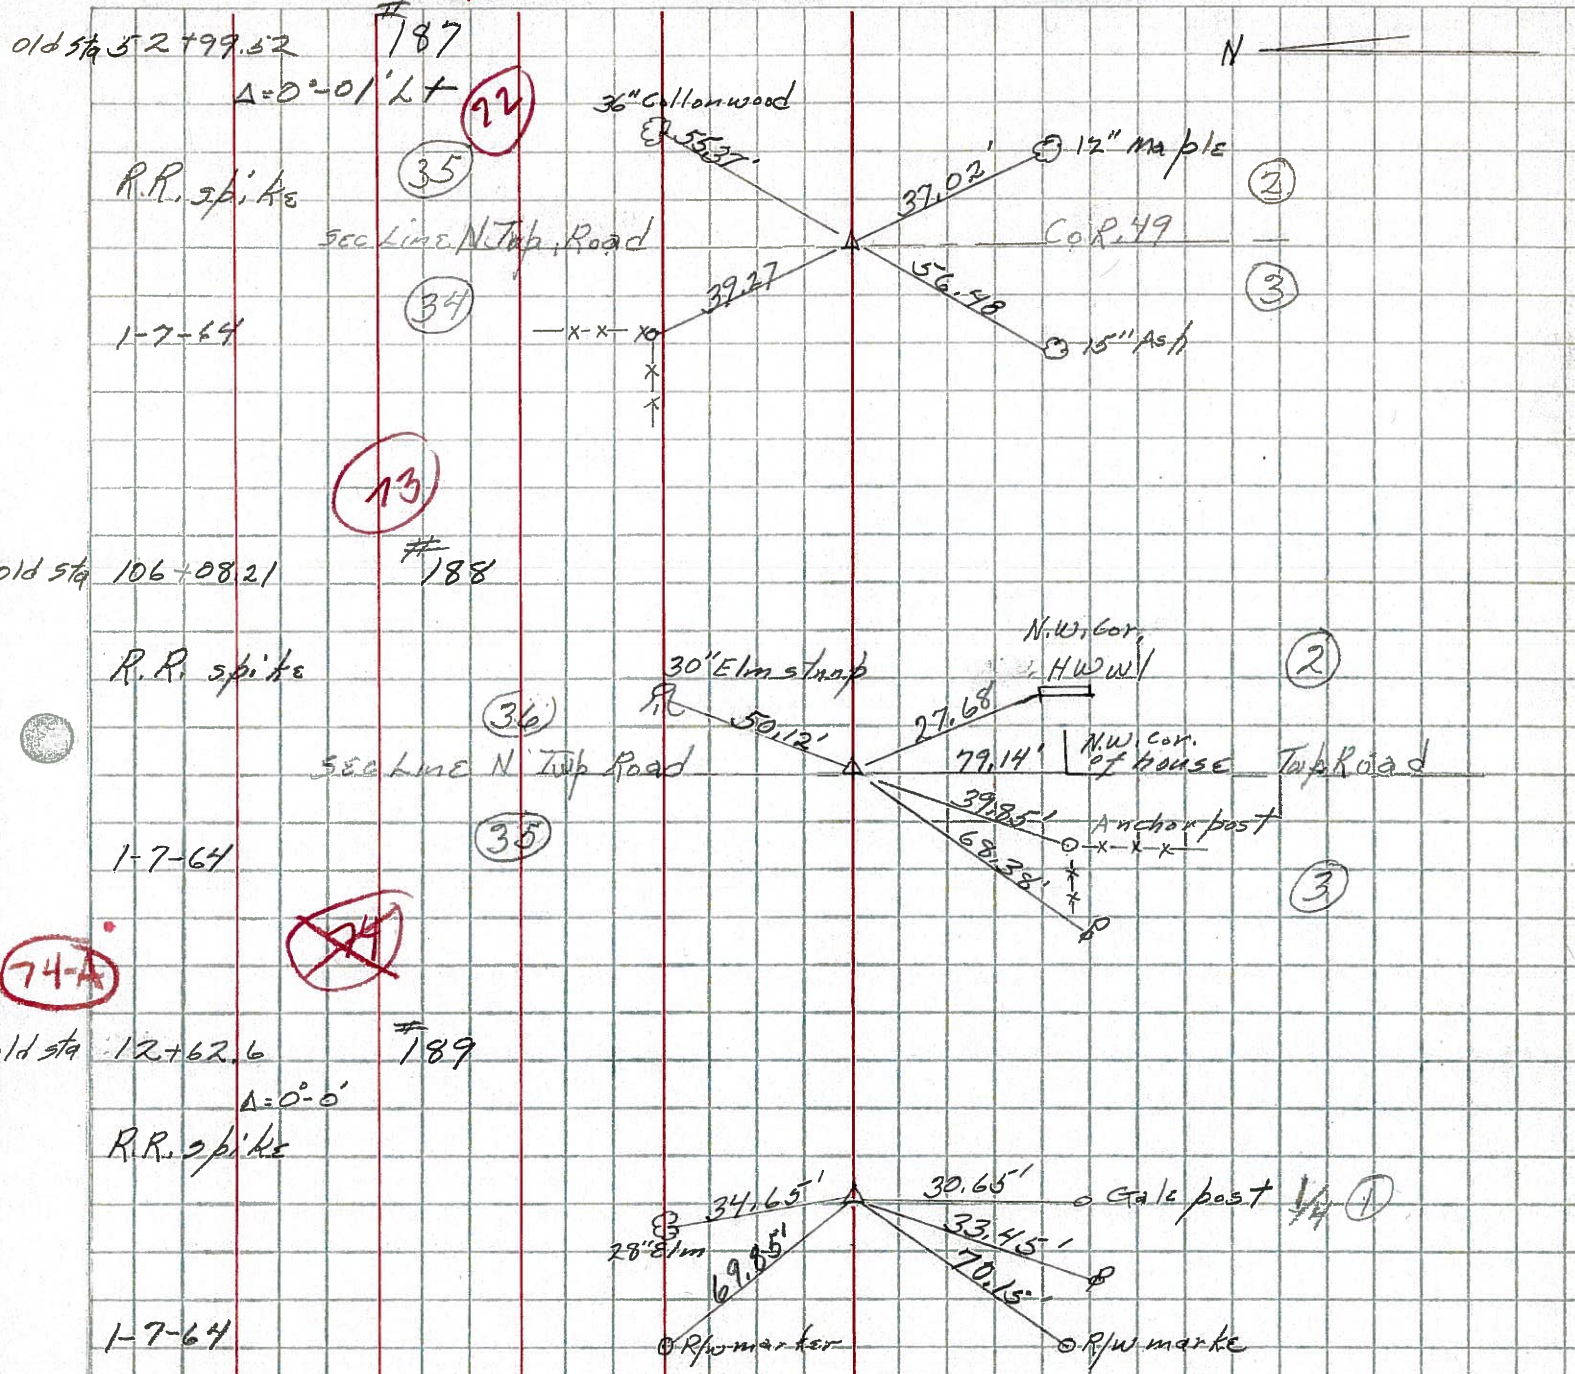 old sta 52+99.52 #187
N
Δ=0°-01' Lt
72
36" Cottonwood
55.37'
12" Maple
37.02'
35
2
R.R. spike
Sec Line N. Twp. Road
Co R. 49
34
39.27
56.48
3
1-7-64
x-x- x
x
x
15" Ash
73
old sta 106+08.21 #188
N.W. Cor.
HWWl
R.R. spike
30" Elm stump
2
36
50.12'
27.68'
N.W. Cor.
of house
79.14'
Sec Line N Twp Road
Twp Road
39.85'
Anchor post
35
68.38'
x-x-x
x
x
1-7-64
3
74
74-A
old sta 12+62.6 #189
Δ=0°-0'
R.R. spike
34.65'
30.65'
Gate post 1/4 1
28" Elm
33.45'
69.85'
70.15'
1-7-64
R/w marker
R/w marke